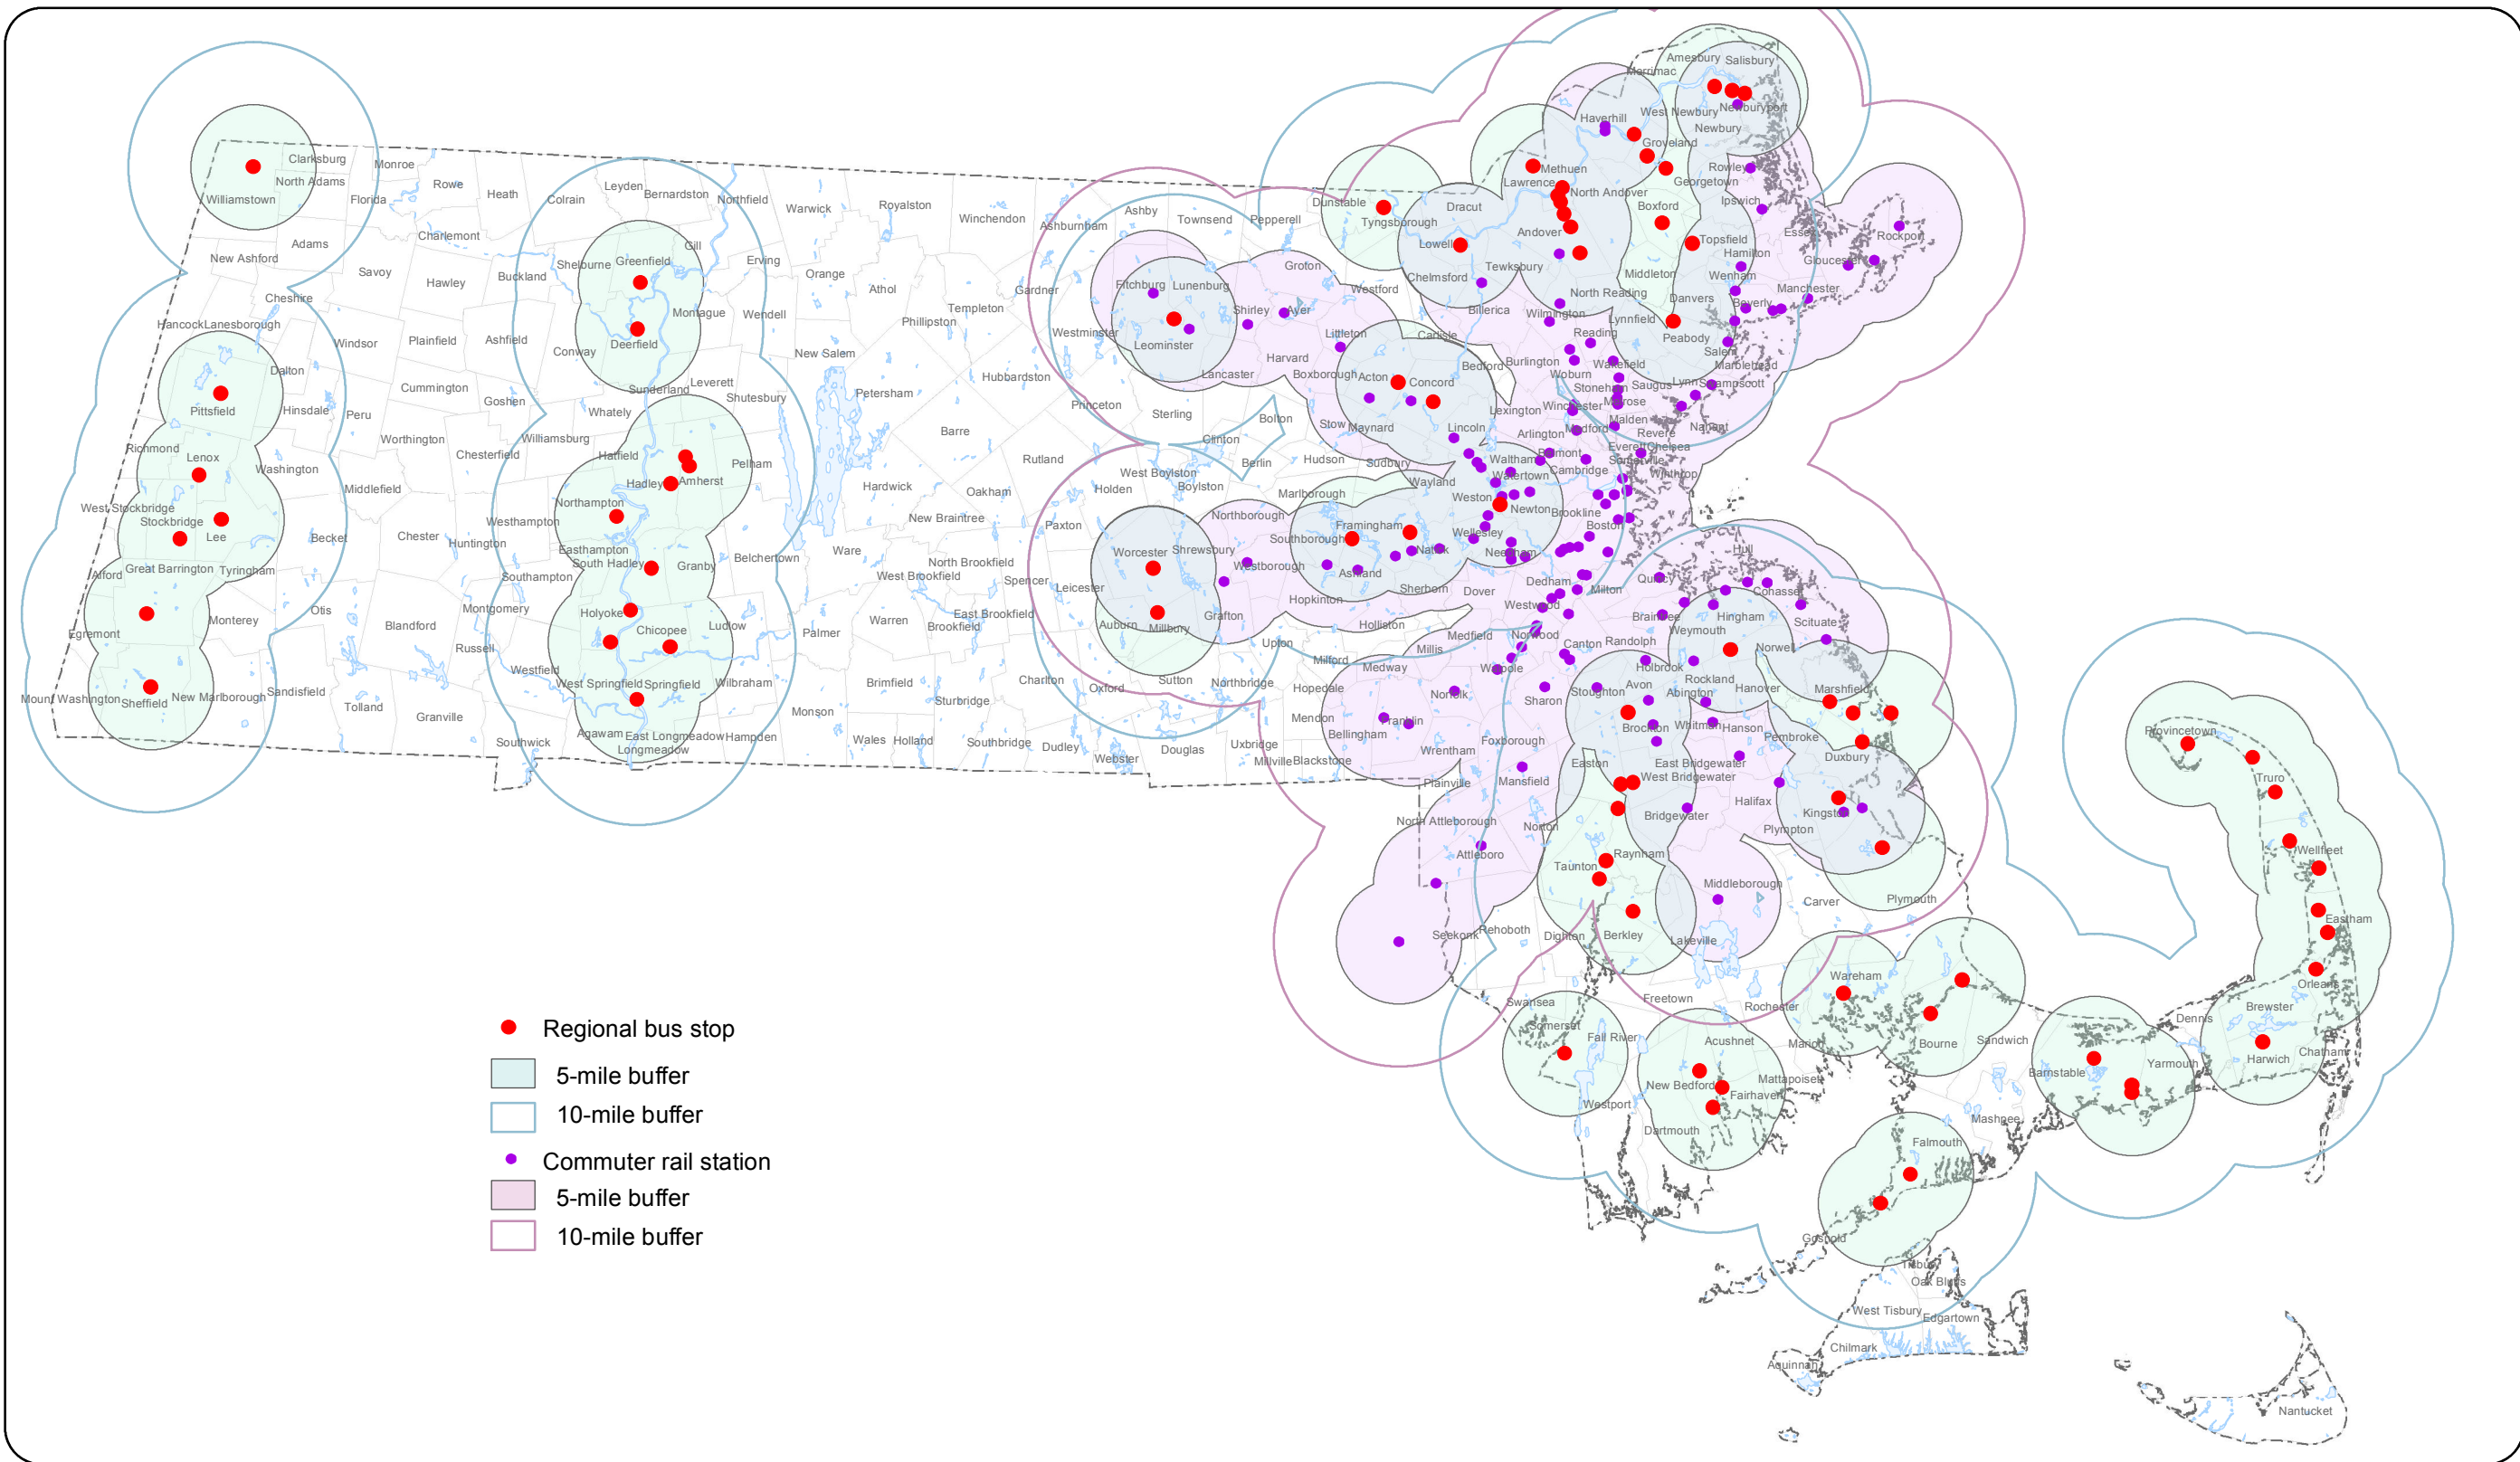 Amesbury
Salisbury
Merrimac
Newburyport
West Newbury
Haverhill
Newbury
Groveland
Clarksburg
Monroe
North Adams
Rowe
Heath
Leyden
Bernardston
Williamstown
Florida
Colrain
Northfield
Warwick
Royalston
Winchendon
Ashburnham
Ashby
Townsend
Pepperell
Dunstable
Tyngsborough
Dracut
Methuen
Lawrence
North Andover
Georgetown
Rowley
Boxford
Ipswich
Adams
Charlemont
New Ashford
Savoy
Hawley
Buckland
Shelburne
Greenfield
Gill
Erving
Orange
Athol
Phillipston
Templeton
Gardner
Westminster
Fitchburg
Lunenburg
Shirley
Ayer
Groton
Westford
Lowell
Chelmsford
Tewksbury
Andover
Middleton
Topsfield
Hamilton
Wenham
Essex
Gloucester
Rockport
Manchester
Beverly
Danvers
North Reading
Wilmington
Billerica
Lynnfield
Peabody
Salem
Marblehead
Cheshire
Hancock
Lanesborough
Windsor
Plainfield
Ashfield
Conway
Deerfield
Montague
Wendell
New Salem
Petersham
Hubbardston
Princeton
Leominster
Lancaster
Harvard
Littleton
Boxborough
Acton
Carlisle
Concord
Bedford
Burlington
Reading
Woburn
Wakefield
Stoneham
Saugus
Lynn
Swampscott
Melrose
Winchester
Lexington
Malden
Nahant
Revere
Medford
Arlington
Everett
Chelsea
Somerville
Winthrop
Belmont
Cambridge
Watertown
Waltham
Lincoln
Dalton
Pittsfield
Hinsdale
Peru
Cummington
Goshen
Whately
Sunderland
Leverett
Shutesbury
Richmond
Lenox
Washington
Worthington
Chesterfield
Williamsburg
Hatfield
Hadley
Amherst
Pelham
Barre
Rutland
Sterling
Clinton
Bolton
Stow
Maynard
Berlin
Hudson
Sudbury
Wayland
Weston
Newton
Brookline
Boston
West Boylston
Boylston
Holden
Marlborough
Northborough
Southborough
Framingham
Natick
Wellesley
Needham
West Stockbridge
Stockbridge
Lee
Middlefield
Becket
Chester
Huntington
Westhampton
Northampton
Easthampton
South Hadley
Granby
Belchertown
Ware
Hardwick
Oakham
New Braintree
Paxton
Worcester
Shrewsbury
Westborough
Ashland
Sherborn
Dover
Dedham
Milton
Quincy
Hull
Cohasset
Hingham
Weymouth
Braintree
Scituate
Norwell
Alford
Great Barrington
Tyringham
Otis
Monterey
Egremont
Blandford
Montgomery
Southampton
Russell
Holyoke
Chicopee
Ludlow
Palmer
Warren
West Brookfield
North Brookfield
East Brookfield
Brookfield
Spencer
Leicester
Auburn
Millbury
Grafton
Upton
Hopkinton
Holliston
Medfield
Millis
Medway
Milford
Westwood
Norwood
Canton
Randolph
Holbrook
Walpole
Norfolk
Sharon
Stoughton
Avon
Abington
Rockland
Hanover
Marshfield
Mount Washington
Sheffield
New Marlborough
Sandisfield
Tolland
Granville
Southwick
Westfield
West Springfield
Springfield
Agawam
East Longmeadow
Longmeadow
Hampden
Wilbraham
Monson
Brimfield
Wales
Holland
Sturbridge
Southbridge
Charlton
Dudley
Webster
Oxford
Sutton
Douglas
Northbridge
Uxbridge
Millville
Blackstone
Hopedale
Mendon
Bellingham
Franklin
Wrentham
Plainville
Foxborough
Mansfield
Easton
Brockton
Whitman
Hanson
Pembroke
Duxbury
East Bridgewater
West Bridgewater
Bridgewater
Halifax
Plympton
Kingston
Plymouth
North Attleborough
Attleboro
Norton
Taunton
Raynham
Middleborough
Carver
Lakeville
Berkley
Dighton
Rehoboth
Seekonk
Swansea
Somerset
Fall River
Freetown
Rochester
Wareham
Marion
Acushnet
New Bedford
Fairhaven
Mattapoisett
Dartmouth
Westport
Bourne
Sandwich
Mashpee
Falmouth
Barnstable
Yarmouth
Dennis
Brewster
Harwich
Chatham
Orleans
Eastham
Wellfleet
Truro
Provincetown
Gosnold
Tisbury
Oak Bluffs
West Tisbury
Edgartown
Chilmark
Aquinnah
Nantucket
Regional bus stop
5-mile buffer
10-mile buffer
Commuter rail station
5-mile buffer
10-mile buffer